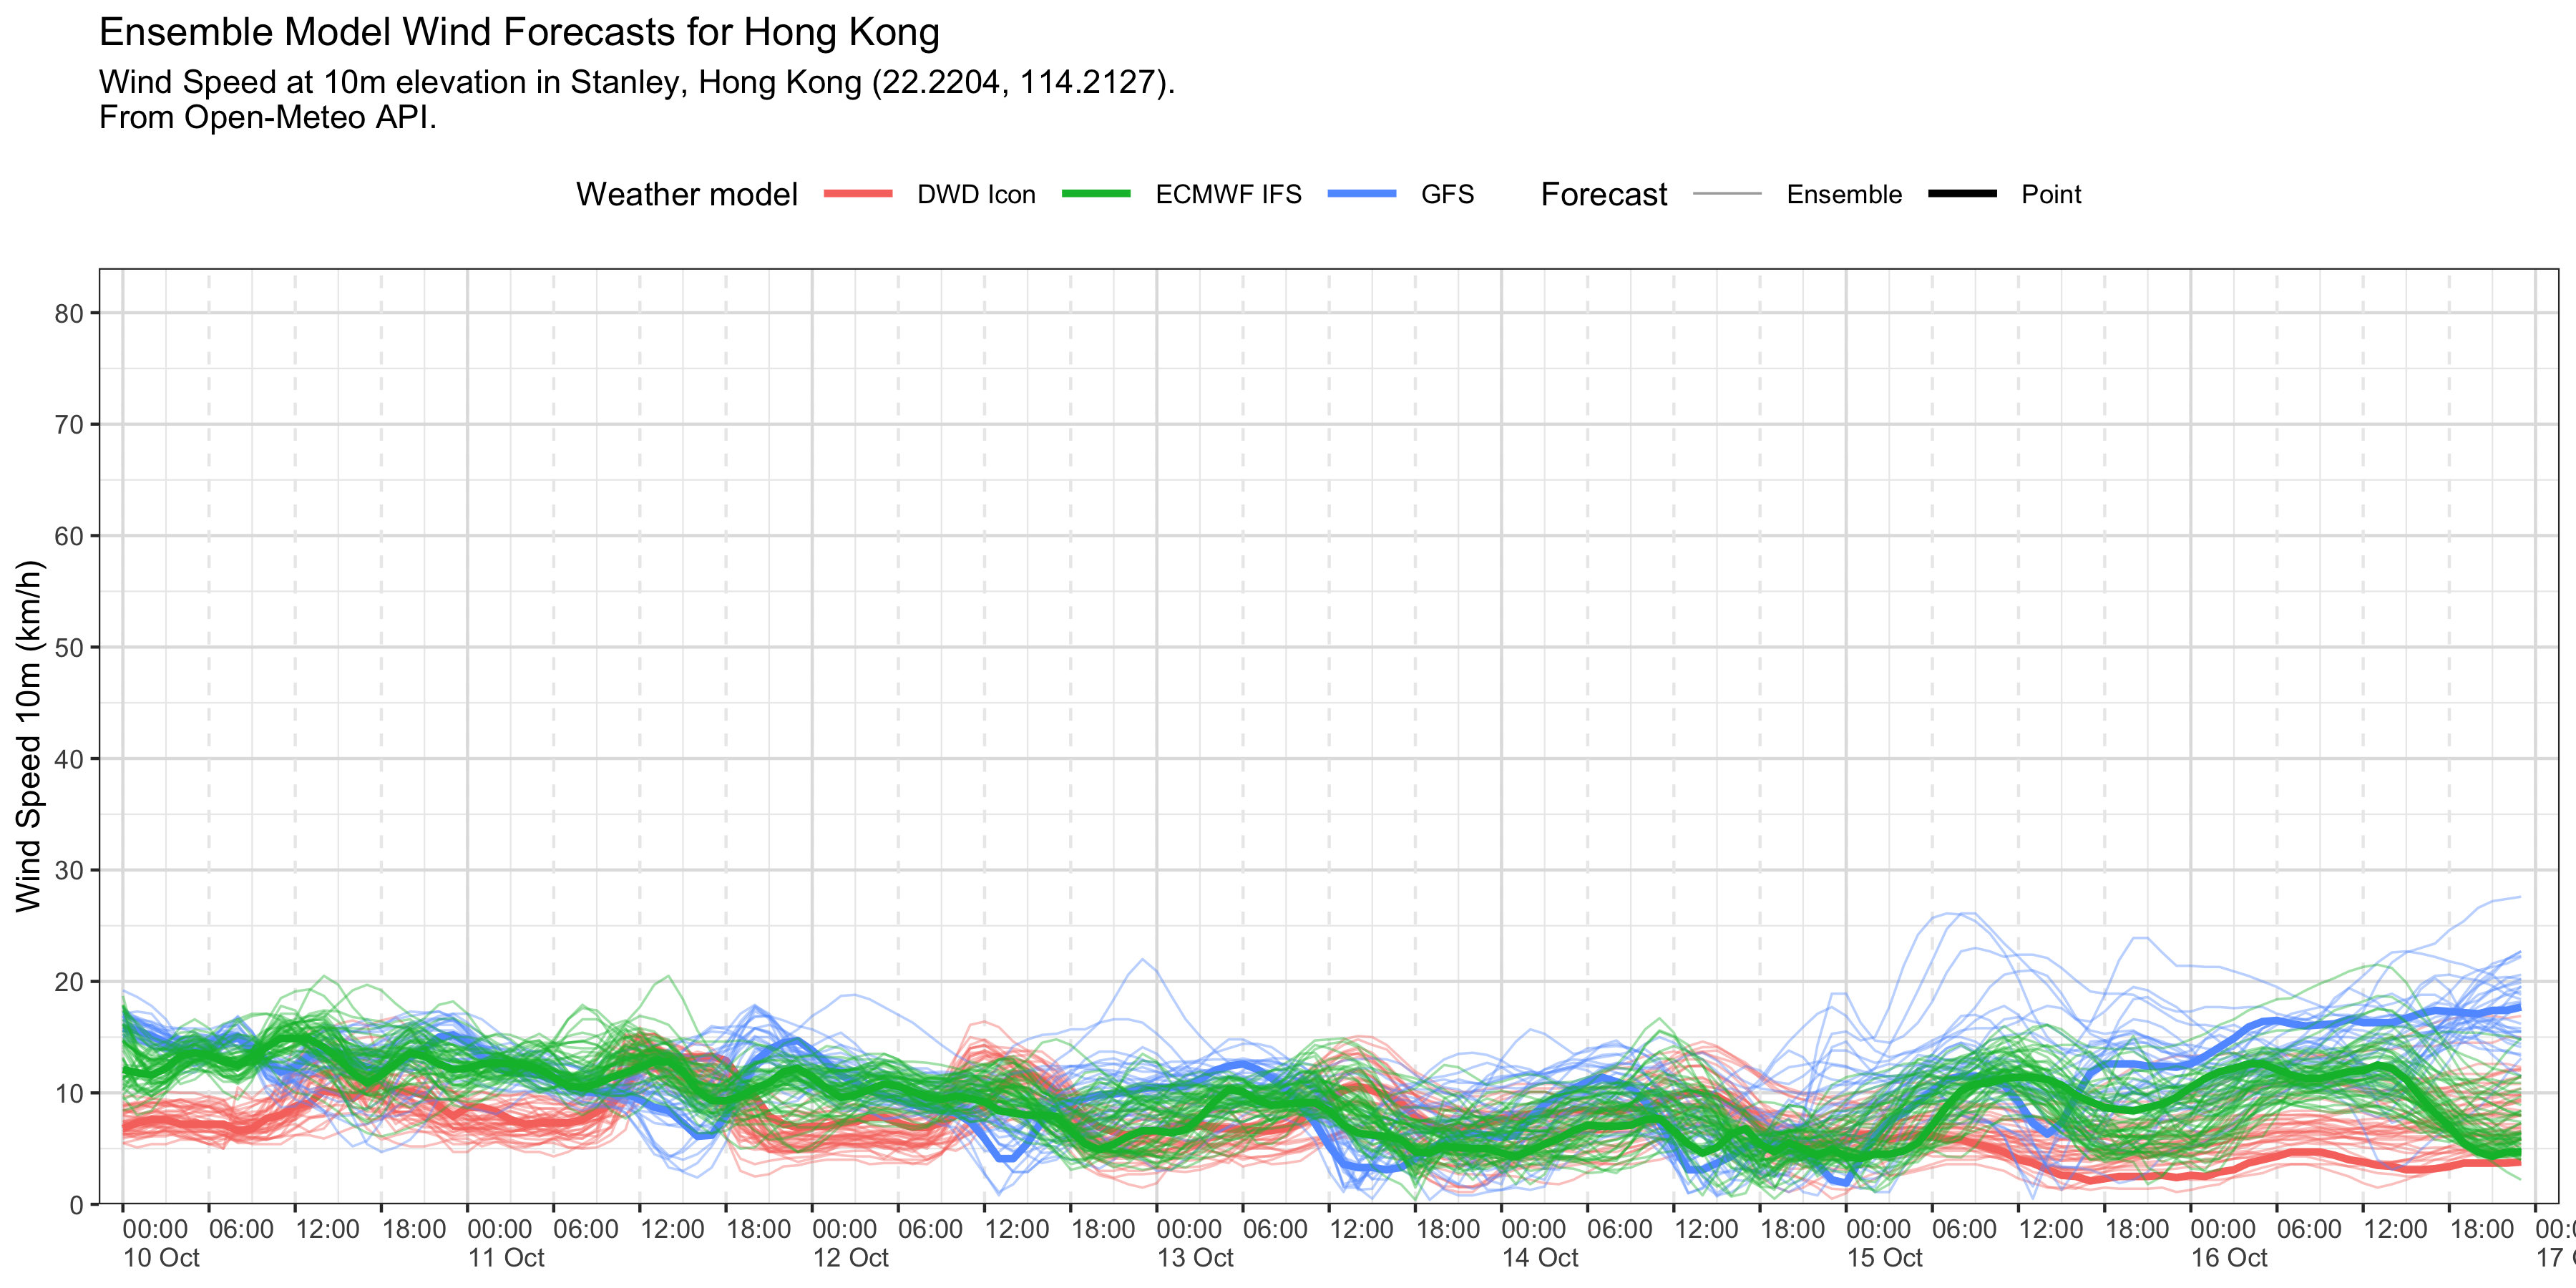 Ensemble Model Wind Forecasts for Hong Kong
Wind Speed at 10m elevation in Stanley, Hong Kong (22.2204, 114.2127).
From Open-Meteo API.
Weather model DWD Icon ECMWF IFS GFS Forecast Ensemble Point
Wind Speed 10m (km/h)
80
70
60
50
40
30
20
10
0
00:00 06:00 12:00 18:00 00:00 06:00 12:00 18:00 00:00 06:00 12:00 18:00 00:00 06:00 12:00 18:00 00:00 06:00 12:00 18:00 00:00 06:00 12:00 18:00 00:00 06:00 12:00 18:00 00:0
10 Oct 11 Oct 12 Oct 13 Oct 14 Oct 15 Oct 16 Oct 17